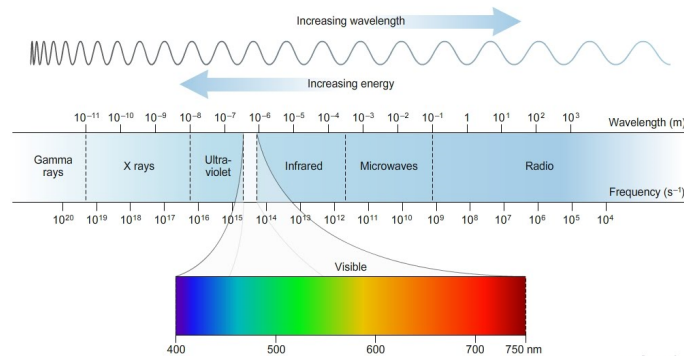 Increasing wavelength
Increasing energy
10⁻¹¹ 10⁻¹⁰ 10⁻⁹ 10⁻⁸ 10⁻⁷ 10⁻⁶ 10⁻⁵ 10⁻⁴ 10⁻³ 10⁻² 10⁻¹ 1 10¹ 10² 10³ Wavelength (m)
Gamma rays
X rays
Ultra-
violet
Infrared
Microwaves
Radio
Frequency (s⁻¹)
10²⁰ 10¹⁹ 10¹⁸ 10¹⁷ 10¹⁶ 10¹⁵ 10¹⁴ 10¹³ 10¹² 10¹¹ 10¹⁰ 10⁹ 10⁸ 10⁷ 10⁶ 10⁵ 10⁴
Visible
400 500 600 700 750 nm